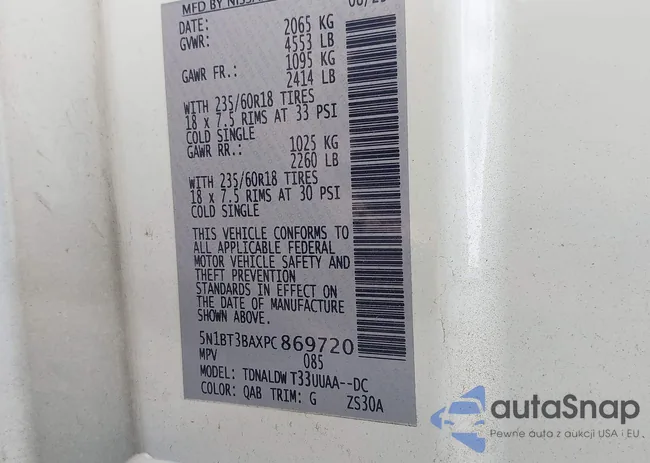 MFD BY NISSAN
DATE:
2065 KG
GVWR: 4553 LB
1095 KG
GAWR FR.: 2414 LB
WITH 235/60R18 TIRES
18 x 7.5 RIMS AT 33 PSI
COLD SINGLE
GAWR RR.: 1025 KG
2260 LB
WITH 235/60R18 TIRES
18 x 7.5 RIMS AT 30 PSI
COLD SINGLE
THIS VEHICLE CONFORMS TO
ALL APPLICABLE FEDERAL
MOTOR VEHICLE SAFETY AND
THEFT PREVENTION
STANDARDS IN EFFECT ON
THE DATE OF MANUFACTURE
SHOWN ABOVE.
5N1BT3BAXPC869720
MPV 085
MODEL: TDNALDW T33UUAA--DC
COLOR: QAB TRIM: G ZS30A
autaSnap
Pewne auta z aukcji USA i EU.